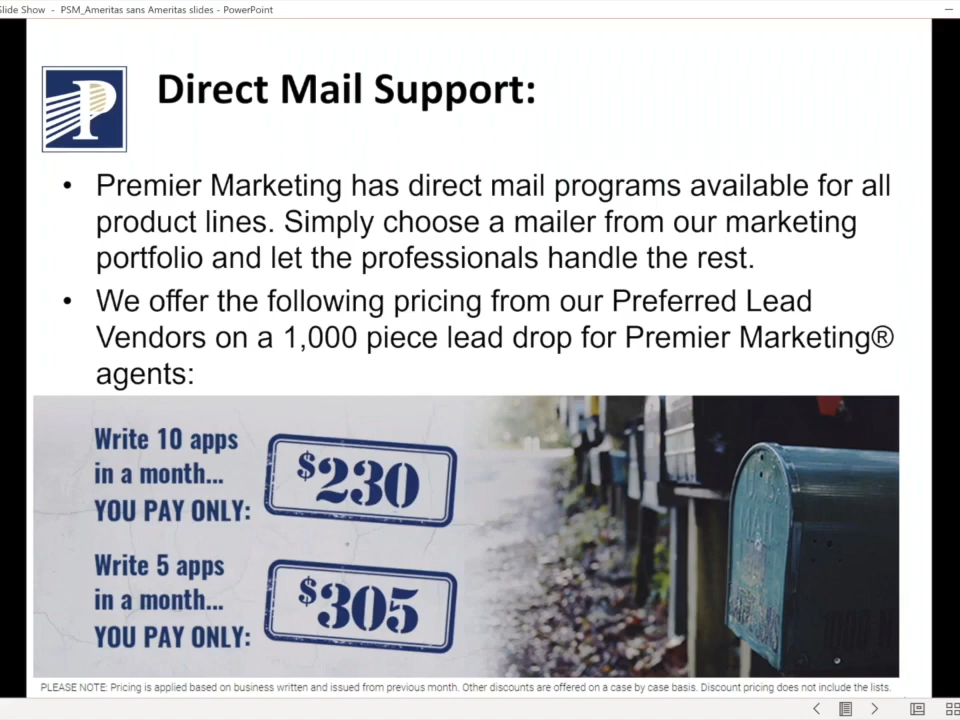 Slide Show - PSM_Ameritas sans Ameritas slides - PowerPoint
P
Direct Mail Support:
• Premier Marketing has direct mail programs available for all
product lines. Simply choose a mailer from our marketing
portfolio and let the professionals handle the rest.
• We offer the following pricing from our Preferred Lead
Vendors on a 1,000 piece lead drop for Premier Marketing®
agents:
Write 10 apps
in a month...
YOU PAY ONLY:
$230
Write 5 apps
in a month...
YOU PAY ONLY:
$305
PLEASE NOTE: Pricing is applied based on business written and issued from previous month. Other discounts are offered on a case by case basis. Discount pricing does not include the lists.